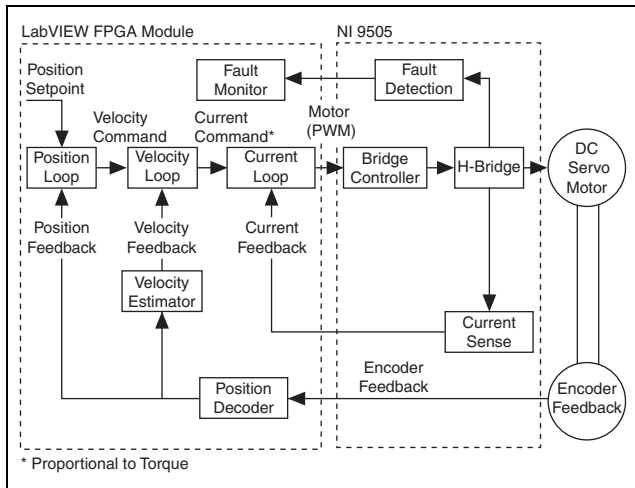 LabVIEW FPGA Module
NI 9505
Position
Setpoint
Fault
Monitor
Fault
Detection
Velocity
Command
Current
Command*
Motor
(PWM)
Position
Loop
Velocity
Loop
Current
Loop
Bridge
Controller
H-Bridge
DC
Servo
Motor
Position
Feedback
Velocity
Feedback
Current
Feedback
Velocity
Estimator
Current
Sense
Encoder
Feedback
Position
Decoder
Encoder
Feedback
* Proportional to Torque